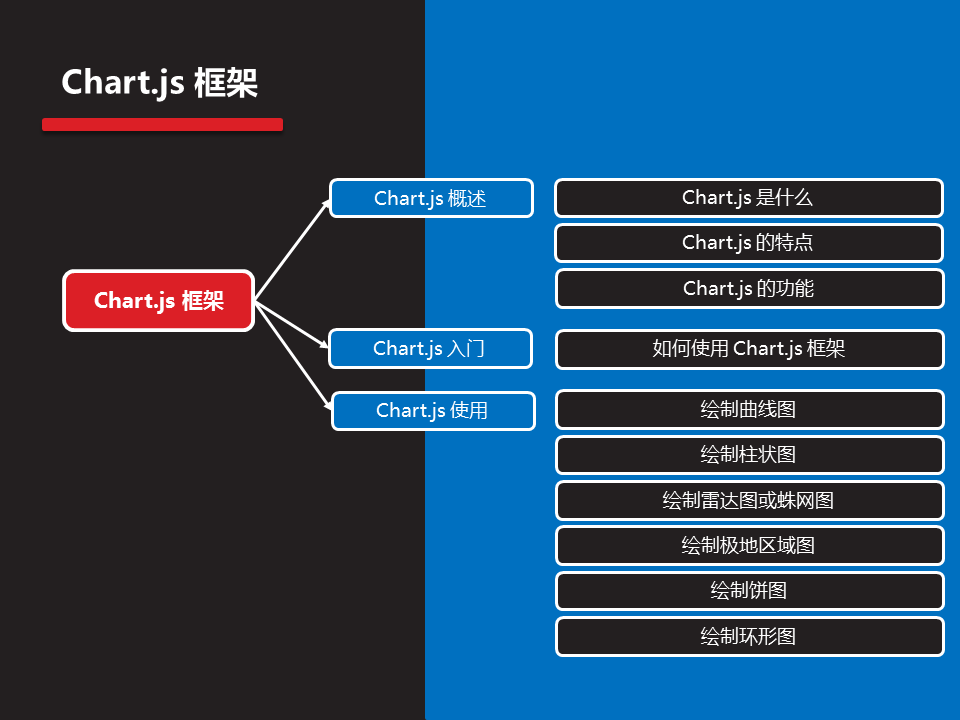 Chart.js 框架
Chart.js 框架
Chart.js 概述
Chart.js 是什么
Chart.js 的特点
Chart.js 的功能
Chart.js 入门
如何使用 Chart.js 框架
Chart.js 使用
绘制曲线图
绘制柱状图
绘制雷达图或蛛网图
绘制极地区域图
绘制饼图
绘制环形图